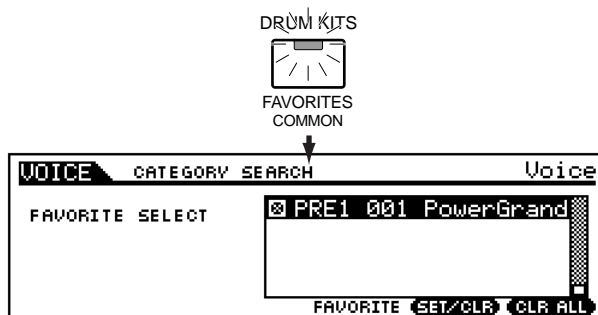 DRUM KITS
FAVORITES
COMMON
VOICE CATEGORY SEARCH Voice
FAVORITE SELECT
PRE1 001 PowerGrand
FAVORITE SET/CLR CLR ALL